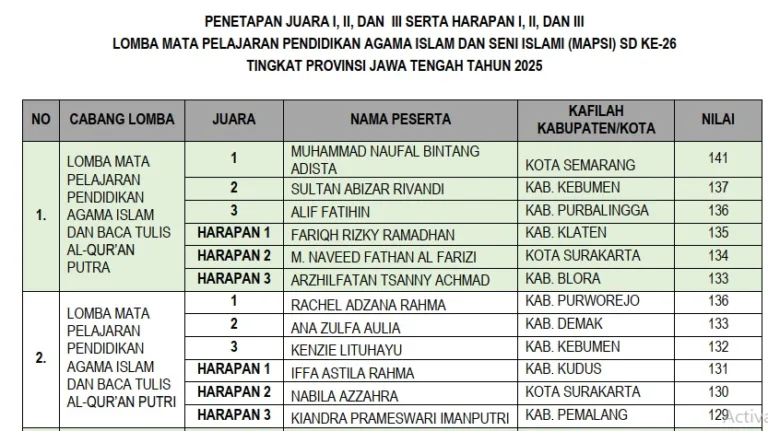 PENETAPAN JUARA I, II, DAN III SERTA HARAPAN I, II, DAN III
LOMBA MATA PELAJARAN PENDIDIKAN AGAMA ISLAM DAN SENI ISLAMI (MAPSI) SD KE-26
TINGKAT PROVINSI JAWA TENGAH TAHUN 2025
NO CABANG LOMBA JUARA NAMA PESERTA KAFILAH KABUPATEN/KOTA NILAI
1. LOMBA MATA PELAJARAN PENDIDIKAN AGAMA ISLAM DAN BACA TULIS AL-QUR'AN PUTRA
1 MUHAMMAD NAUFAL BINTANG ADISTA KOTA SEMARANG 141
2 SULTAN ABIZAR RIVANDI KAB. KEBUMEN 137
3 ALIF FATIHIN KAB. PURBALINGGA 136
HARAPAN 1 FARIQH RIZKY RAMADHAN KAB. KLATEN 135
HARAPAN 2 M. NAVEED FATHAN AL FARIZI KOTA SURAKARTA 134
HARAPAN 3 ARZHILFATAN TSANNY ACHMAD KAB. BLORA 133
2. LOMBA MATA PELAJARAN PENDIDIKAN AGAMA ISLAM DAN BACA TULIS AL-QUR'AN PUTRI
1 RACHEL ADZANA RAHMA KAB. PURWOREJO 136
2 ANA ZULFA AULIA KAB. DEMAK 133
3 KENZIE LITUHAYU KAB. KEBUMEN 132
HARAPAN 1 IFFA ASTILA RAHMA KAB. KUDUS 131
HARAPAN 2 NABILA AZZAHRA KOTA SURAKARTA 130
HARAPAN 3 KIANDRA PRAMESWARI IMANPUTRI KAB. PEMALANG 129
Activa